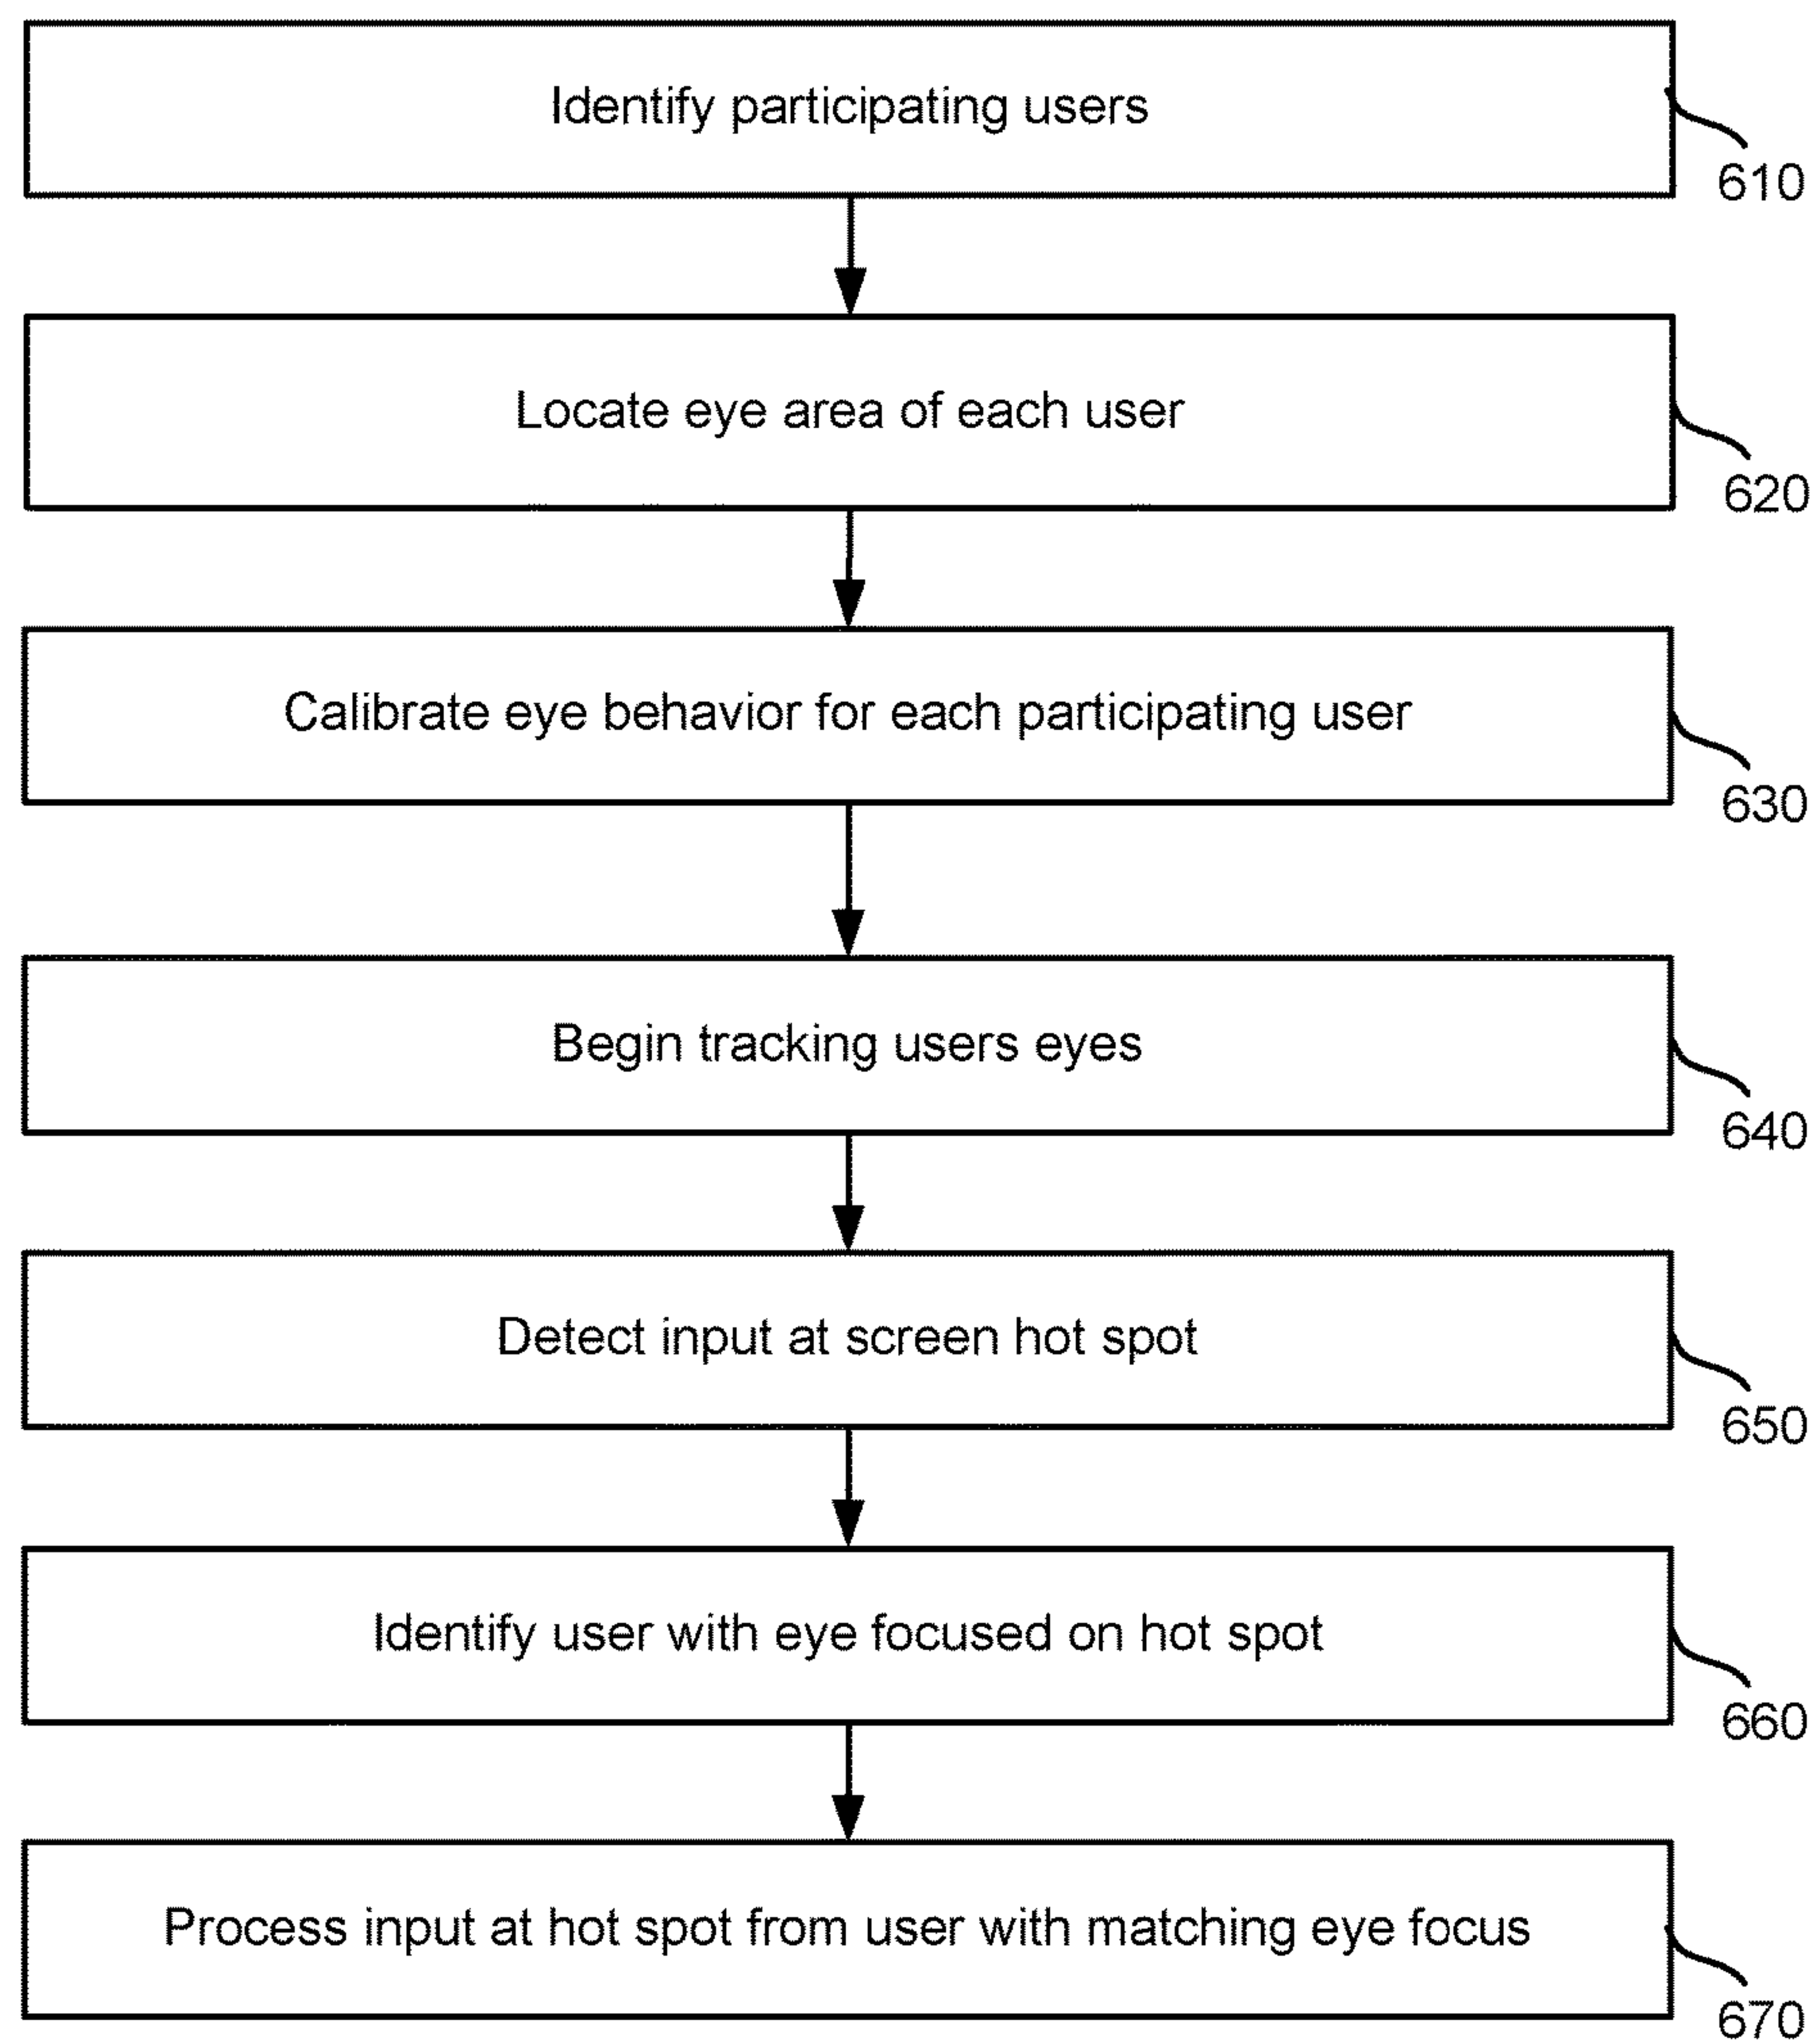 Identify participating users
610
Locate eye area of each user
620
Calibrate eye behavior for each participating user
630
Begin tracking users eyes
640
Detect input at screen hot spot
650
Identify user with eye focused on hot spot
660
Process input at hot spot from user with matching eye focus
670